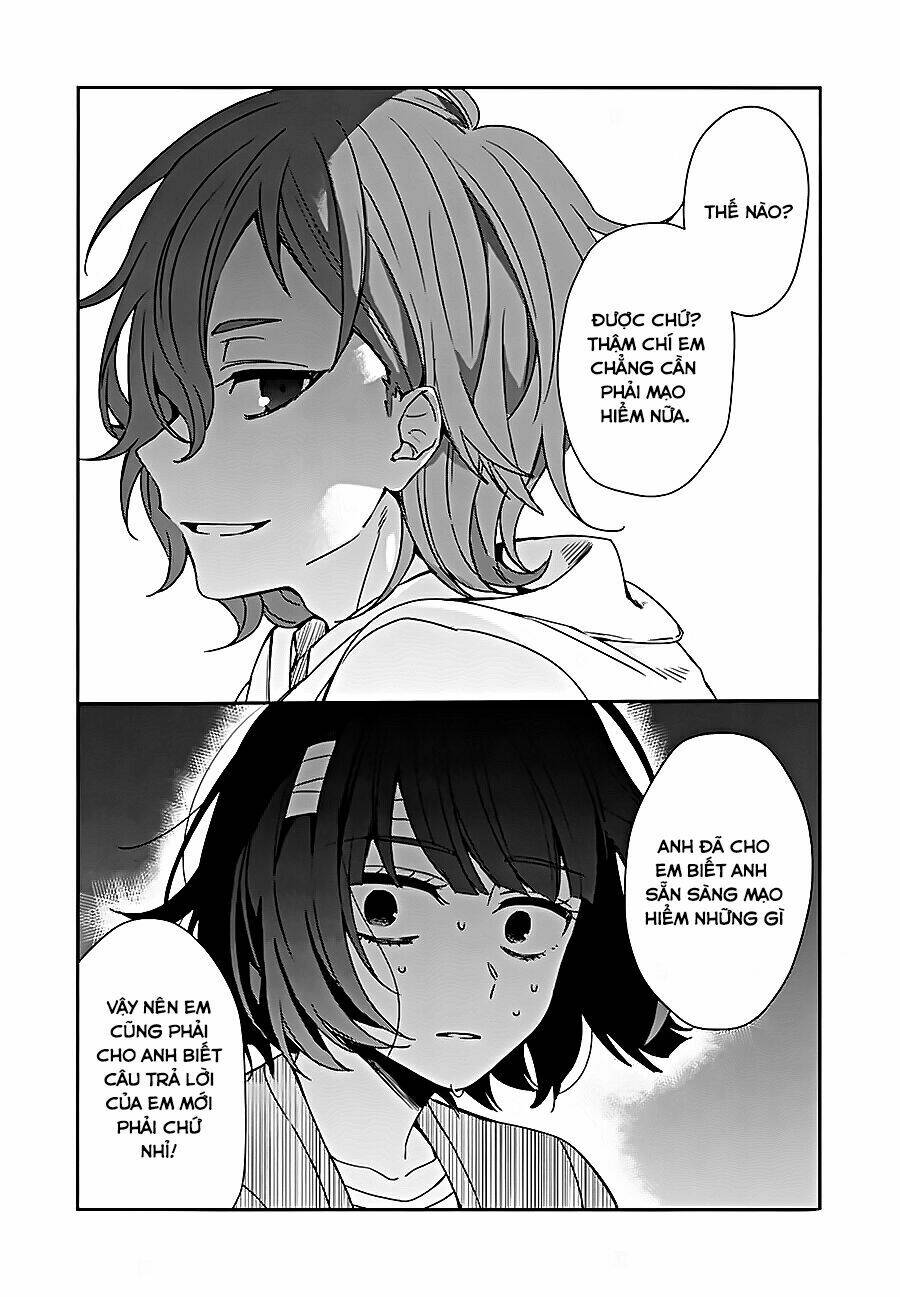 THẾ NÀO?
ĐƯỢC CHỨ?
THẬM CHÍ EM
CHẲNG CẦN
PHẢI MẠO
HIỂM NỮA.
ANH ĐÃ CHO
EM BIẾT ANH
SẴN SÀNG MẠO
HIỂM NHỮNG GÌ
VẬY NÊN EM
CŨNG PHẢI
CHO ANH BIẾT
CÂU TRẢ LỜI
CỦA EM MỚI
PHẢI CHỨ
NHỈ!